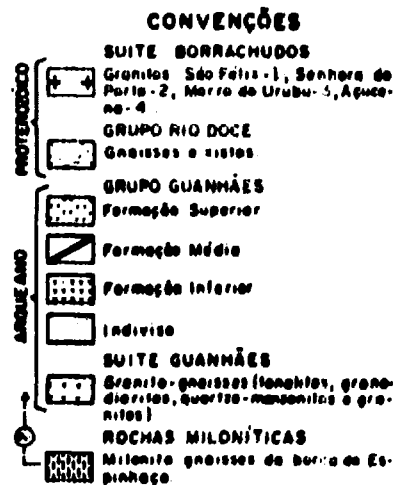 CONVENÇÕES
SUITE BORRACHUDOS
Granitos São Félix-1, Senhora do
Porto-2, Morro do Urubu-3, Açuce-
na-4
PROTEROZÓICO
GRUPO RIO DOCE
Gnaisses e xistos
GRUPO GUANHÃES
Formação Superior
Formação Média
Formação Inferior
Indiviso
ARQUEANO
SUITE GUANHÃES
Granito-gnaisses (tonalitos, grano-
dioritos, quartzo-monzonitos e gra-
nitos)
ROCHAS MILONÍTICAS
Milonito gnaisses da borda do Es-
pinhaço